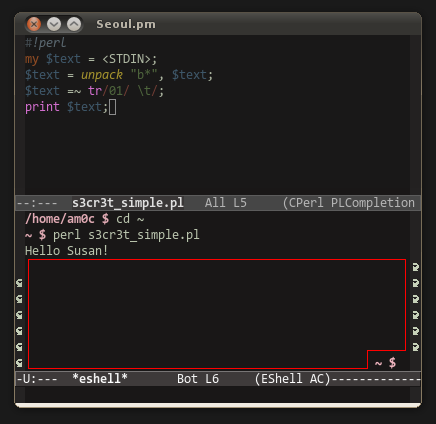 Seoul.pm
#!perl
my $text = <STDIN>;
$text = unpack "b*", $text;
$text =~ tr/01/ \t/;
print $text;
--:---  s3cr3t_simple.pl   All L5     (CPerl PLCompletion
/home/am0c $ cd ~
~ $ perl s3cr3t_simple.pl
Hello Susan!
~ $
-U:---  *eshell*       Bot L6     (EShell AC)-------------